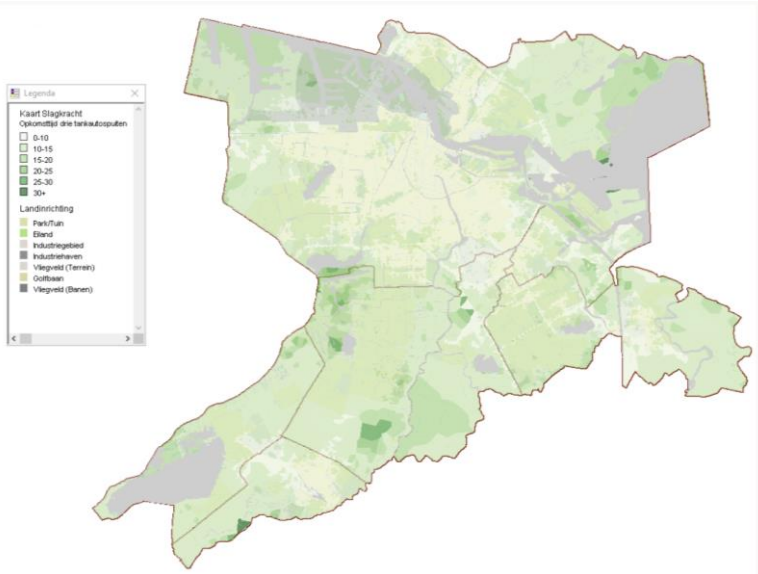 Legenda
Kaart Slagkracht
Opkomsttijd drie tankautospuiten
0-10
10-15
15-20
20-25
25-30
30+
Landinrichting
Park/Tuin
Eiland
Industriegebied
Industriehaven
Vliegveld (Terrein)
Golfbaan
Vliegveld (Banen)